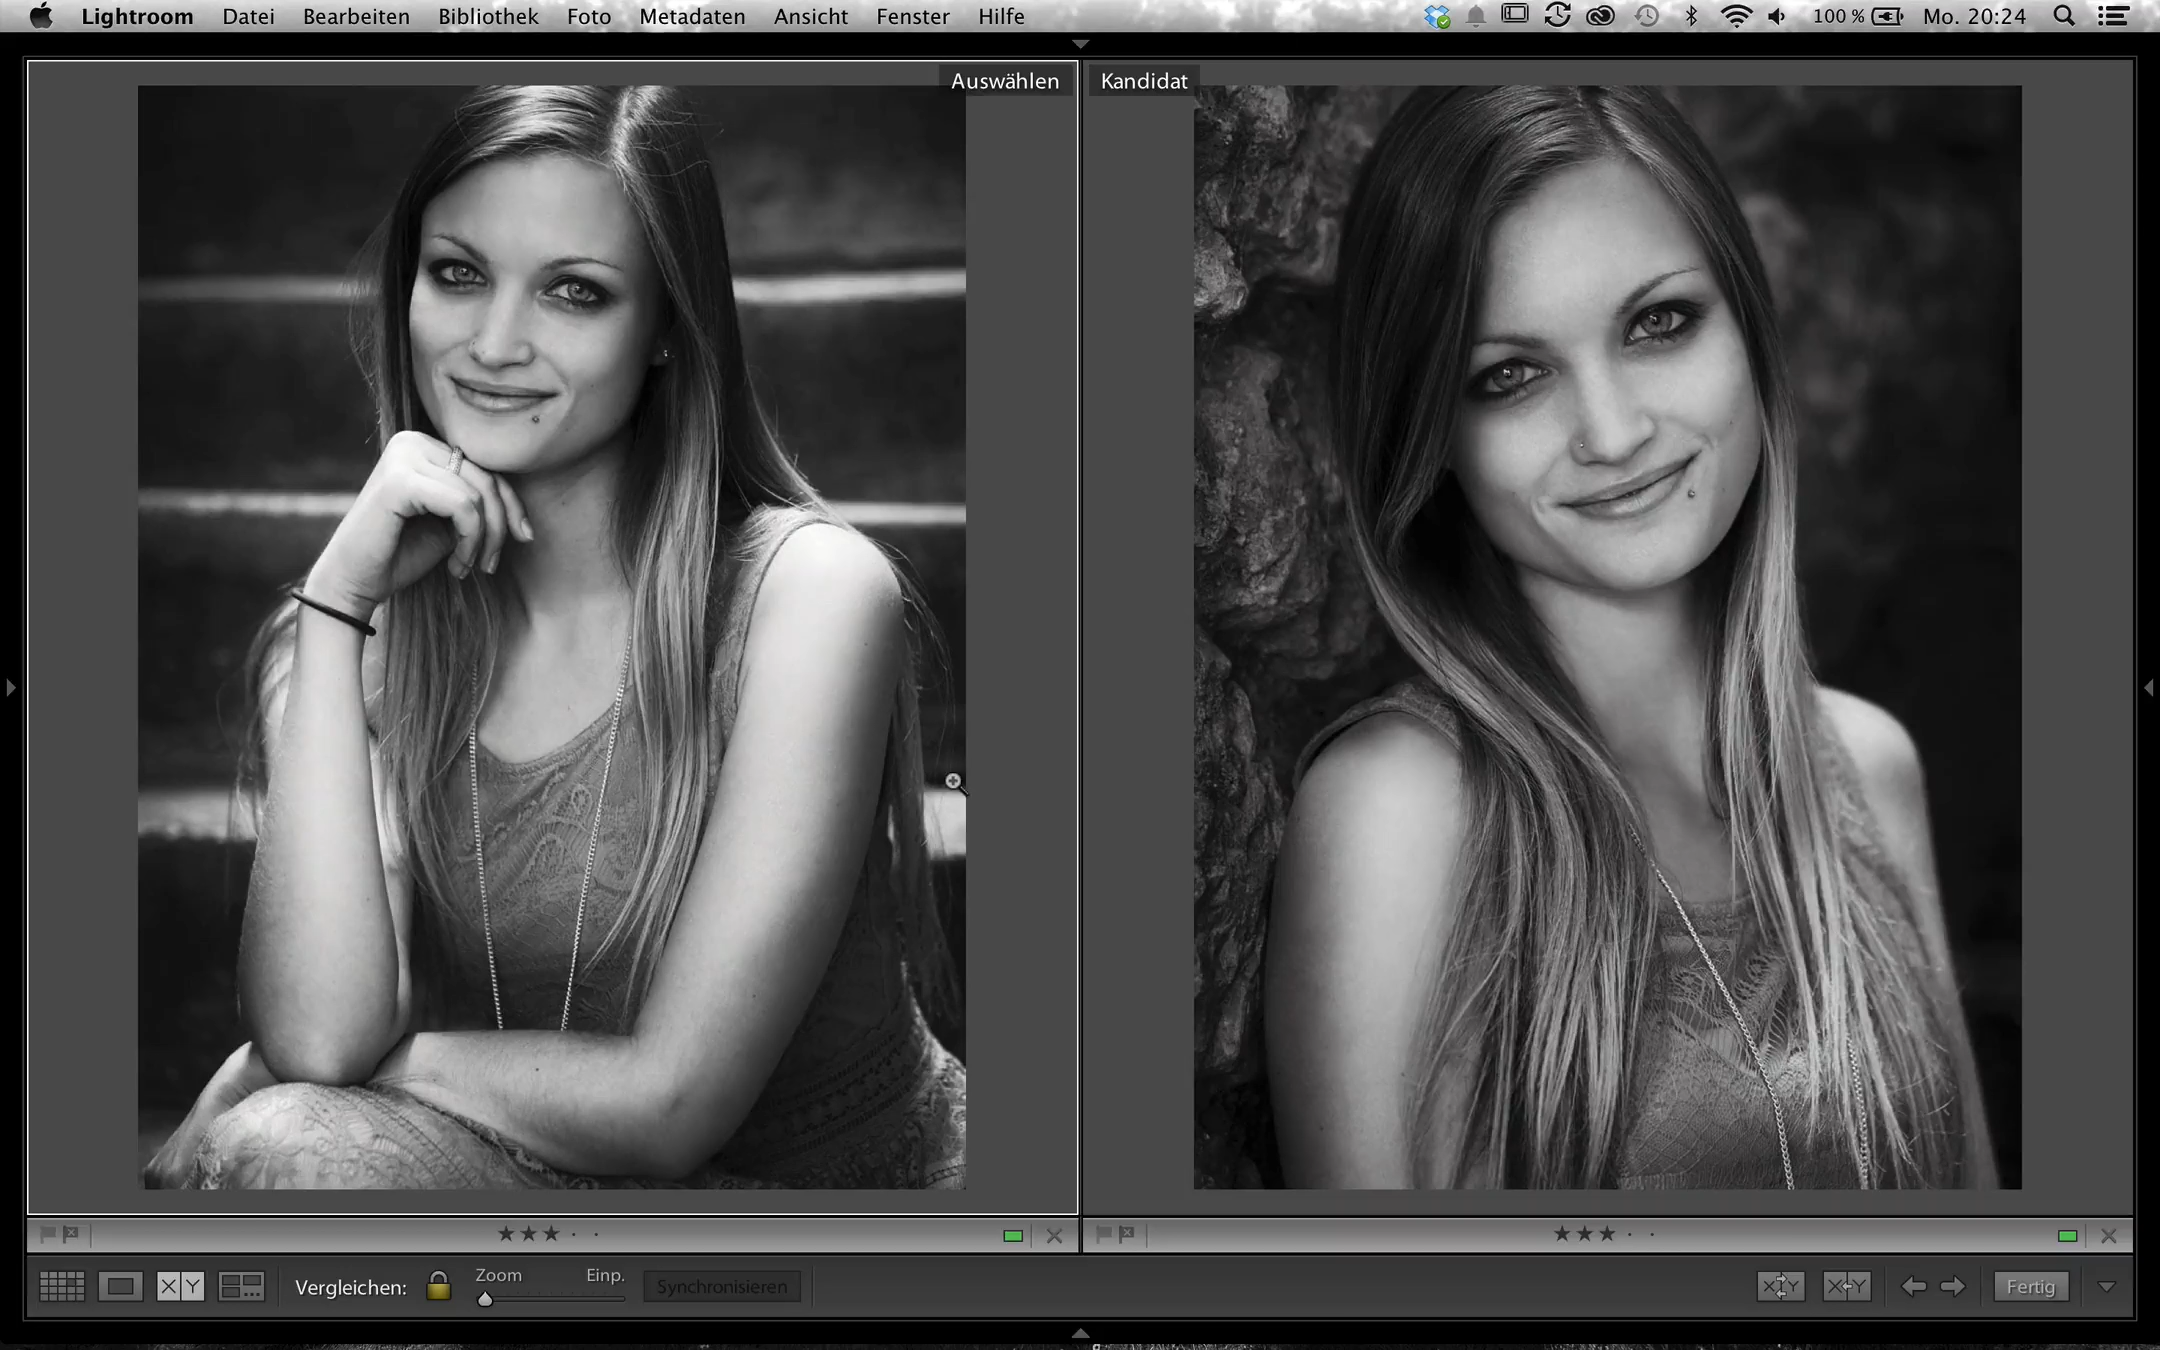 Lightroom Datei Bearbeiten Bibliothek Foto Metadaten Ansicht Fenster Hilfe 100 % Mo. 20:24
Auswählen
Kandidat
Vergleichen: Zoom Einp. Synchronisieren
X|Y
X Y
X Y
Fertig